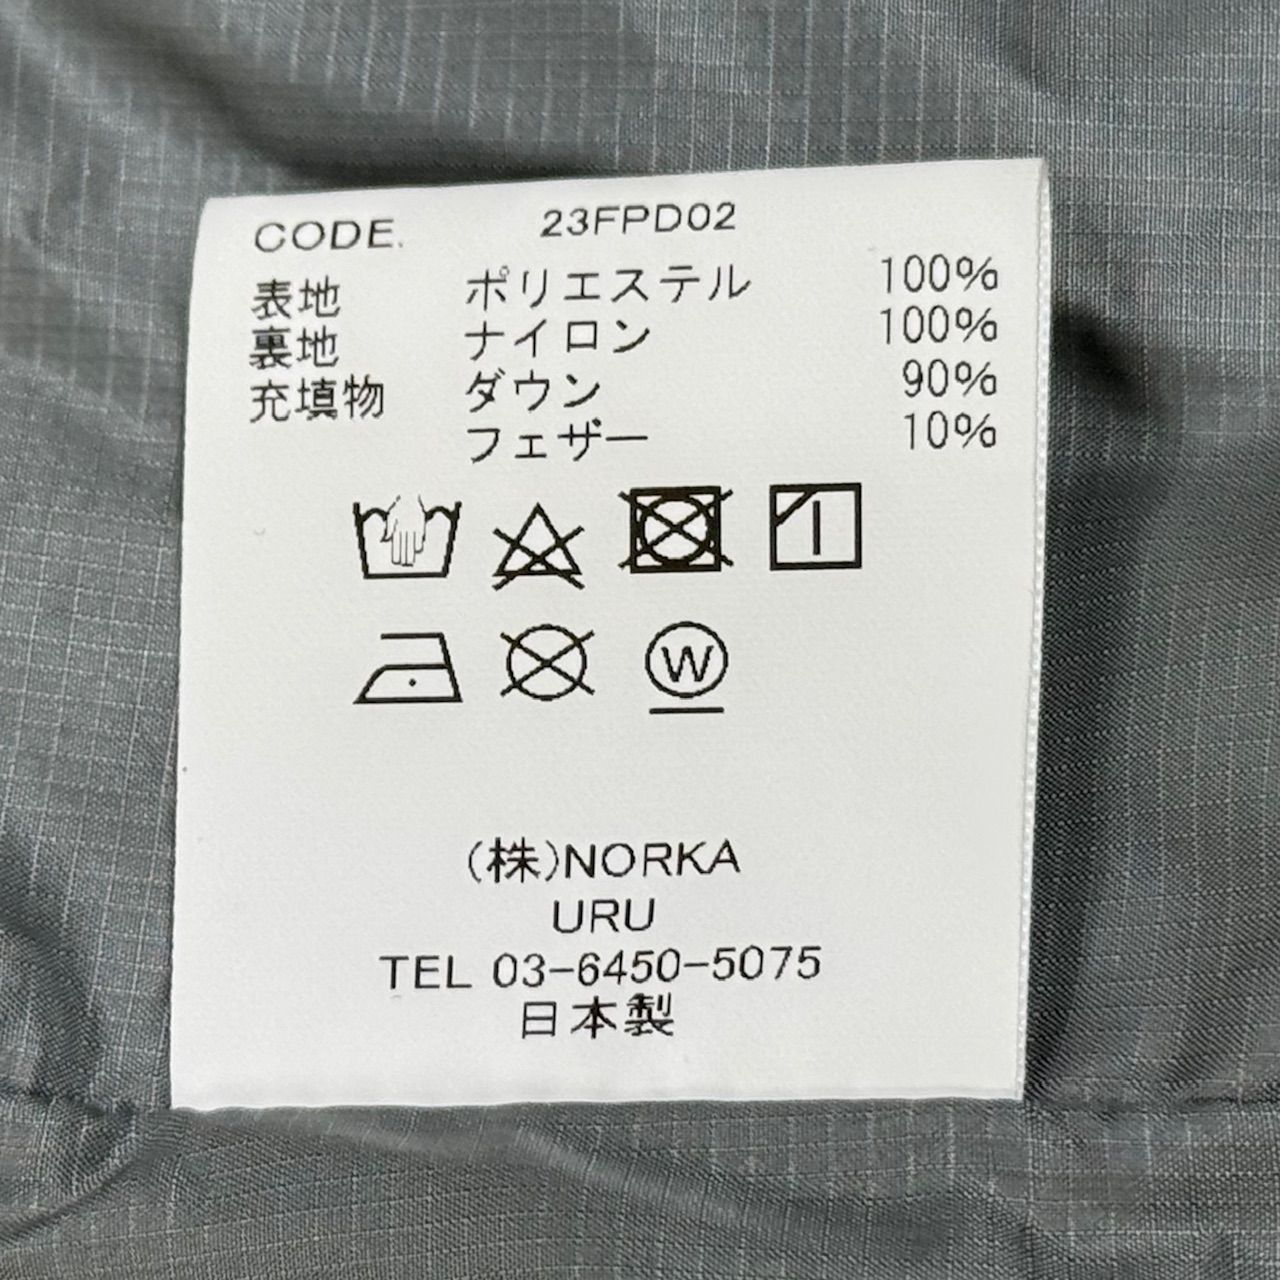 CODE. 23FPD02
表地 ポリエステル 100%
裏地 ナイロン 100%
充填物 ダウン 90%
フェザー 10%
W
(株)NORKA
URU
TEL 03-6450-5075
日本製